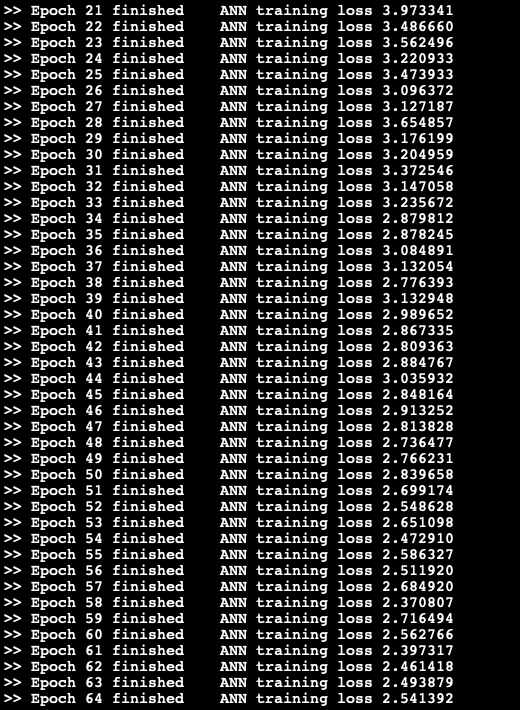 >> Epoch 21 finished    ANN training loss 3.973341
>> Epoch 22 finished    ANN training loss 3.486660
>> Epoch 23 finished    ANN training loss 3.562496
>> Epoch 24 finished    ANN training loss 3.220933
>> Epoch 25 finished    ANN training loss 3.473933
>> Epoch 26 finished    ANN training loss 3.096372
>> Epoch 27 finished    ANN training loss 3.127187
>> Epoch 28 finished    ANN training loss 3.654857
>> Epoch 29 finished    ANN training loss 3.176199
>> Epoch 30 finished    ANN training loss 3.204959
>> Epoch 31 finished    ANN training loss 3.372546
>> Epoch 32 finished    ANN training loss 3.147058
>> Epoch 33 finished    ANN training loss 3.235672
>> Epoch 34 finished    ANN training loss 2.879812
>> Epoch 35 finished    ANN training loss 2.878245
>> Epoch 36 finished    ANN training loss 3.084891
>> Epoch 37 finished    ANN training loss 3.132054
>> Epoch 38 finished    ANN training loss 2.776393
>> Epoch 39 finished    ANN training loss 3.132948
>> Epoch 40 finished    ANN training loss 2.989652
>> Epoch 41 finished    ANN training loss 2.867335
>> Epoch 42 finished    ANN training loss 2.809363
>> Epoch 43 finished    ANN training loss 2.884767
>> Epoch 44 finished    ANN training loss 3.035932
>> Epoch 45 finished    ANN training loss 2.848164
>> Epoch 46 finished    ANN training loss 2.913252
>> Epoch 47 finished    ANN training loss 2.813828
>> Epoch 48 finished    ANN training loss 2.736477
>> Epoch 49 finished    ANN training loss 2.766231
>> Epoch 50 finished    ANN training loss 2.839658
>> Epoch 51 finished    ANN training loss 2.699174
>> Epoch 52 finished    ANN training loss 2.548628
>> Epoch 53 finished    ANN training loss 2.651098
>> Epoch 54 finished    ANN training loss 2.472910
>> Epoch 55 finished    ANN training loss 2.586327
>> Epoch 56 finished    ANN training loss 2.511920
>> Epoch 57 finished    ANN training loss 2.684920
>> Epoch 58 finished    ANN training loss 2.370807
>> Epoch 59 finished    ANN training loss 2.716494
>> Epoch 60 finished    ANN training loss 2.562766
>> Epoch 61 finished    ANN training loss 2.397317
>> Epoch 62 finished    ANN training loss 2.461418
>> Epoch 63 finished    ANN training loss 2.493879
>> Epoch 64 finished    ANN training loss 2.541392